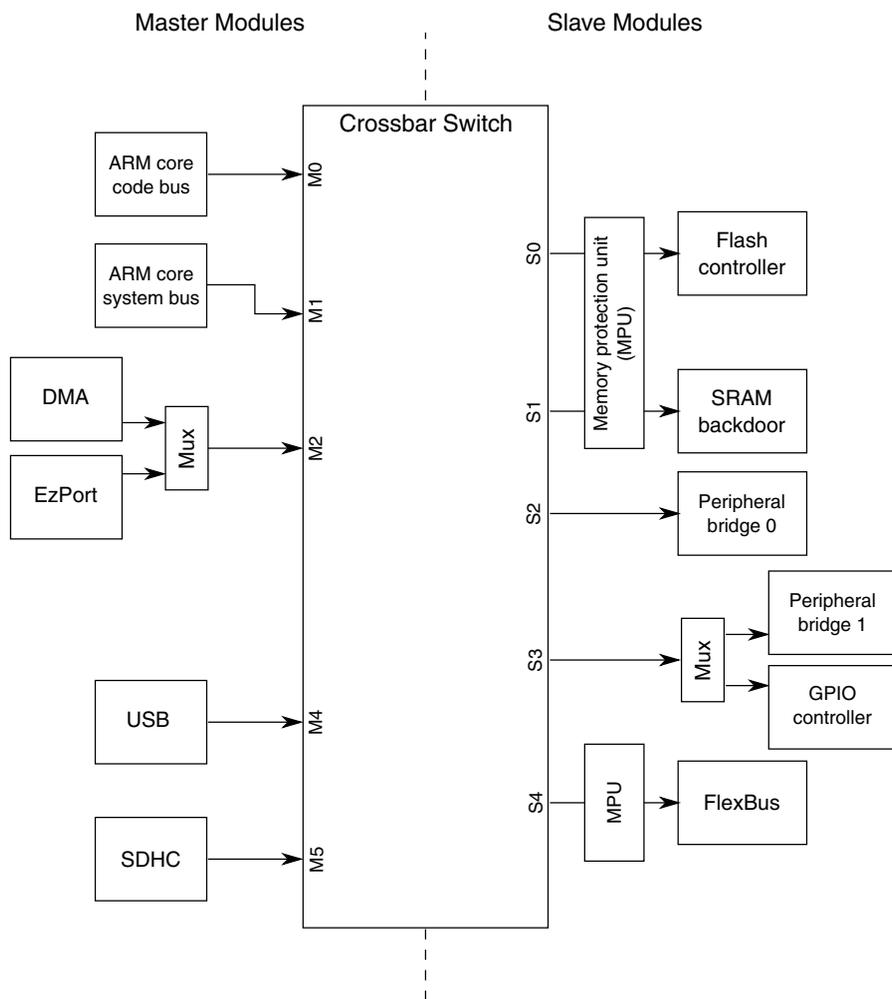 Master Modules
Slave Modules
Crossbar Switch
ARM core
code bus
M0
ARM core
system bus
M1
DMA
EzPort
Mux
M2
USB
M4
SDHC
M5
S0
Memory protection unit
(MPU)
Flash
controller
S1
SRAM
backdoor
S2
Peripheral
bridge 0
S3
Mux
Peripheral
bridge 1
GPIO
controller
S4
MPU
FlexBus